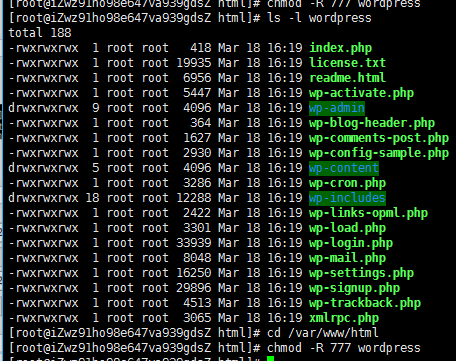 [root@iZwz91ho98e647va939gdsZ html]# chmod -R 777 wordpress
[root@iZwz91ho98e647va939gdsZ html]# ls -l wordpress
total 188
-rwxrwxrwx 1 root root 418 Mar 18 16:19 index.php
-rwxrwxrwx 1 root root 19935 Mar 18 16:19 license.txt
-rwxrwxrwx 1 root root 6956 Mar 18 16:19 readme.html
-rwxrwxrwx 1 root root 5447 Mar 18 16:19 wp-activate.php
drwxrwxrwx 9 root root 4096 Mar 18 16:19 wp-admin
-rwxrwxrwx 1 root root 364 Mar 18 16:19 wp-blog-header.php
-rwxrwxrwx 1 root root 1627 Mar 18 16:19 wp-comments-post.php
-rwxrwxrwx 1 root root 2930 Mar 18 16:19 wp-config-sample.php
drwxrwxrwx 5 root root 4096 Mar 18 16:19 wp-content
-rwxrwxrwx 1 root root 3286 Mar 18 16:19 wp-cron.php
drwxrwxrwx 18 root root 12288 Mar 18 16:19 wp-includes
-rwxrwxrwx 1 root root 2422 Mar 18 16:19 wp-links-opml.php
-rwxrwxrwx 1 root root 3301 Mar 18 16:19 wp-load.php
-rwxrwxrwx 1 root root 33939 Mar 18 16:19 wp-login.php
-rwxrwxrwx 1 root root 8048 Mar 18 16:19 wp-mail.php
-rwxrwxrwx 1 root root 16250 Mar 18 16:19 wp-settings.php
-rwxrwxrwx 1 root root 29896 Mar 18 16:19 wp-signup.php
-rwxrwxrwx 1 root root 4513 Mar 18 16:19 wp-trackback.php
-rwxrwxrwx 1 root root 3065 Mar 18 16:19 xmlrpc.php
[root@iZwz91ho98e647va939gdsZ html]# cd /var/www/html
[root@iZwz91ho98e647va939gdsZ html]# chmod -R 777 wordpress
[root@iZwz91ho98e647va939gdsZ html]#